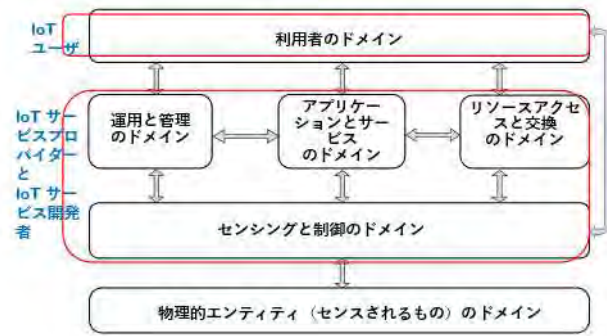 IoT
ユーザ
利用者のドメイン
IoT サー
ビスプロ
バイダー
と
IoT サー
ビス開発
者
運用と管理
のドメイン
アプリケー
ションとサー
ビス
のドメイン
リソースアクセ
スと交換
のドメイン
センシングと制御のドメイン
物理的エンティティ（センスされるもの）のドメイン